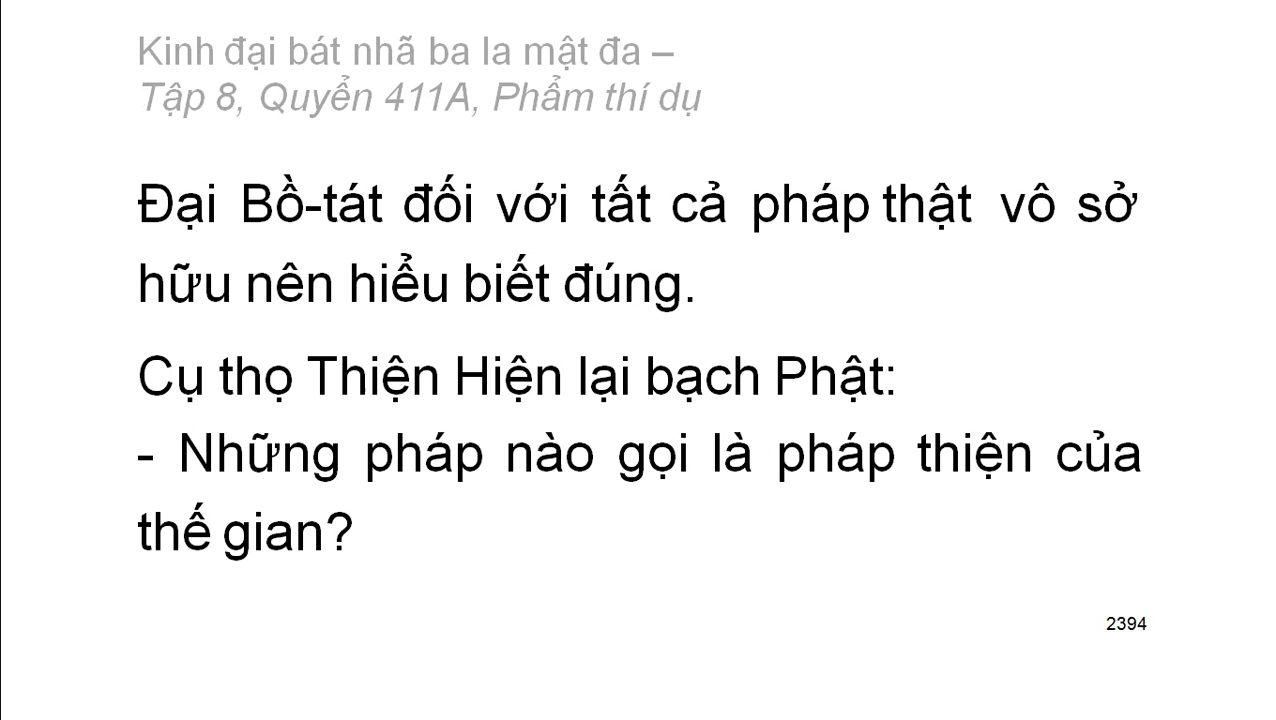 Kinh đại bát nhã ba la mật đa –
Tập 8, Quyển 411A, Phẩm thí dụ
Đại Bồ-tát đối với tất cả pháp thật vô sở
hữu nên hiểu biết đúng.
Cụ thọ Thiện Hiện lại bạch Phật:
- Những pháp nào gọi là pháp thiện của
thế gian?
2394